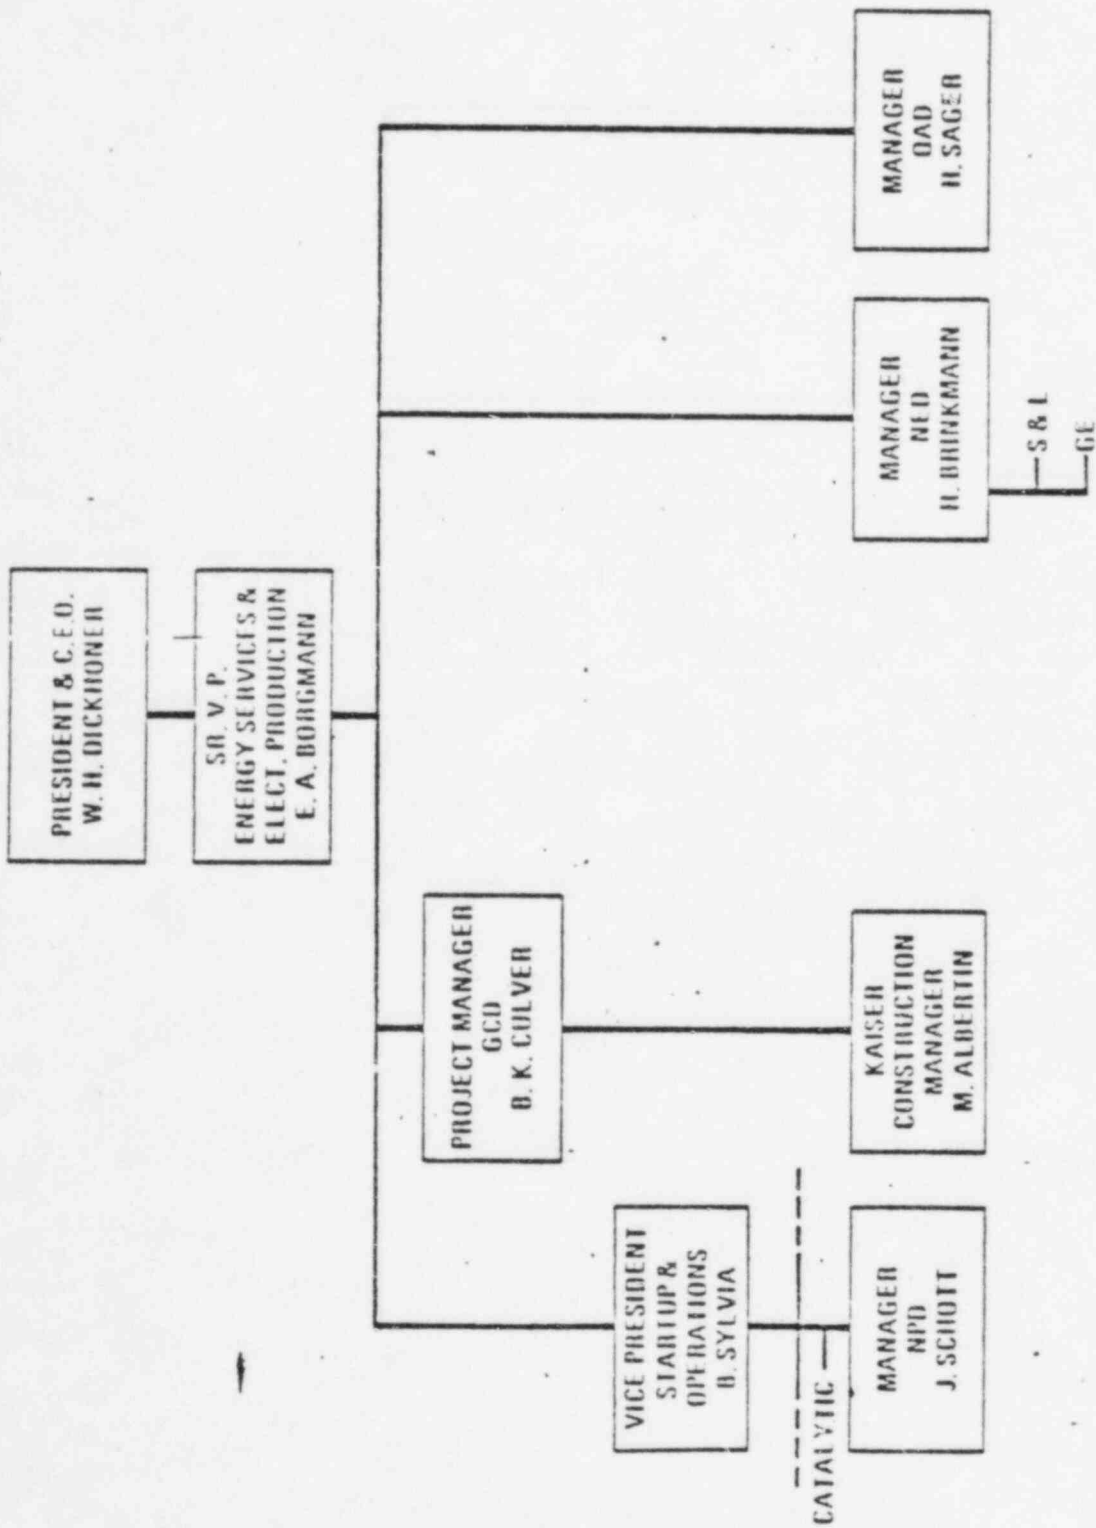 PRESIDENT & C.E.O.
W. H. DICKHONER
SR. V. P.
ENERGY SERVICES &
ELECT. PRODUCTION
E. A. BORGMANN
PROJECT MANAGER
GCD
B. K. CULVER
VICE PRESIDENT
STARTUP &
OPERATIONS
B. SYLVIA
CATALYTIC
MANAGER
NPD
J. SCHOTT
KAISER
CONSTRUCTION
MANAGER
M. ALBERTIN
MANAGER
NED
H. BRINKMANN
S & L
GE
MANAGER
QAD
H. SAGER